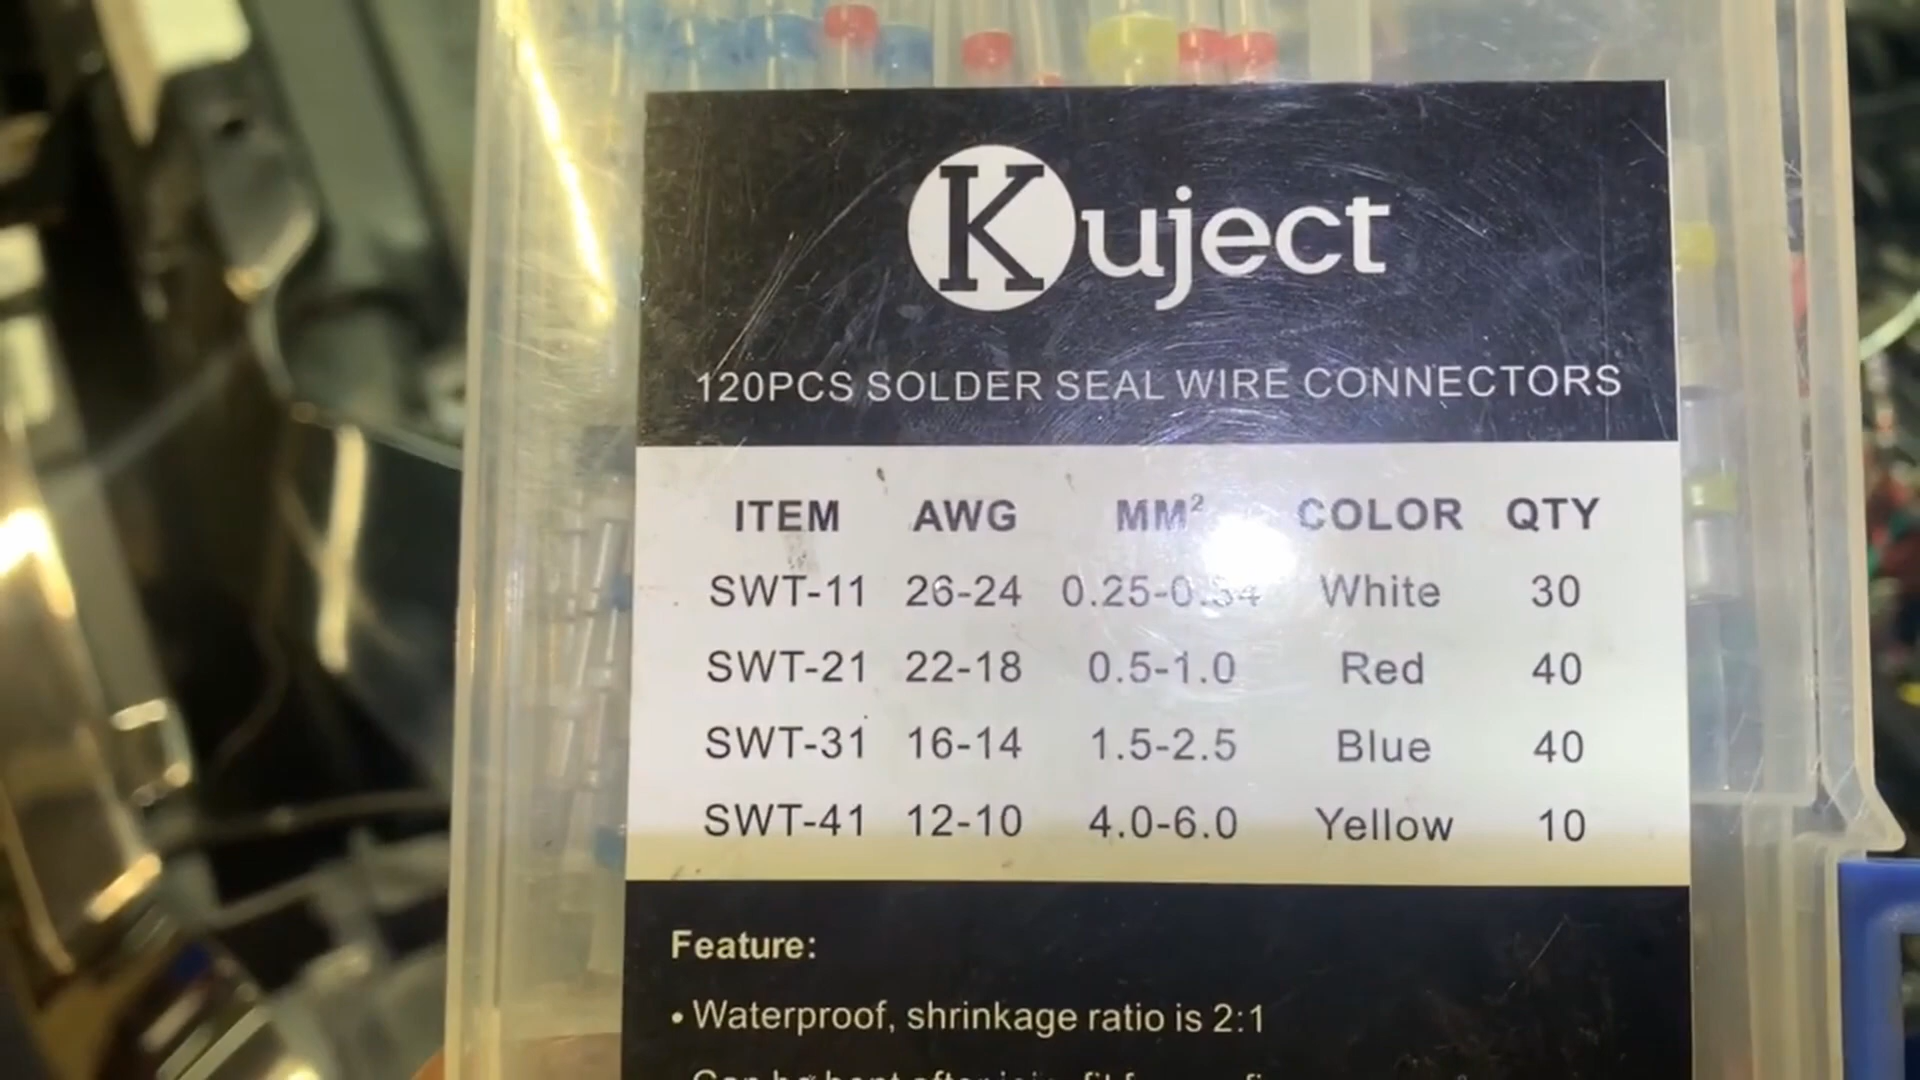 Kuject
120PCS SOLDER SEAL WIRE CONNECTORS
ITEM AWG MM² COLOR QTY
SWT-11 26-24 0.25-0.34 White 30
SWT-21 22-18 0.5-1.0 Red 40
SWT-31 16-14 1.5-2.5 Blue 40
SWT-41 12-10 4.0-6.0 Yellow 10
Feature:
• Waterproof, shrinkage ratio is 2:1